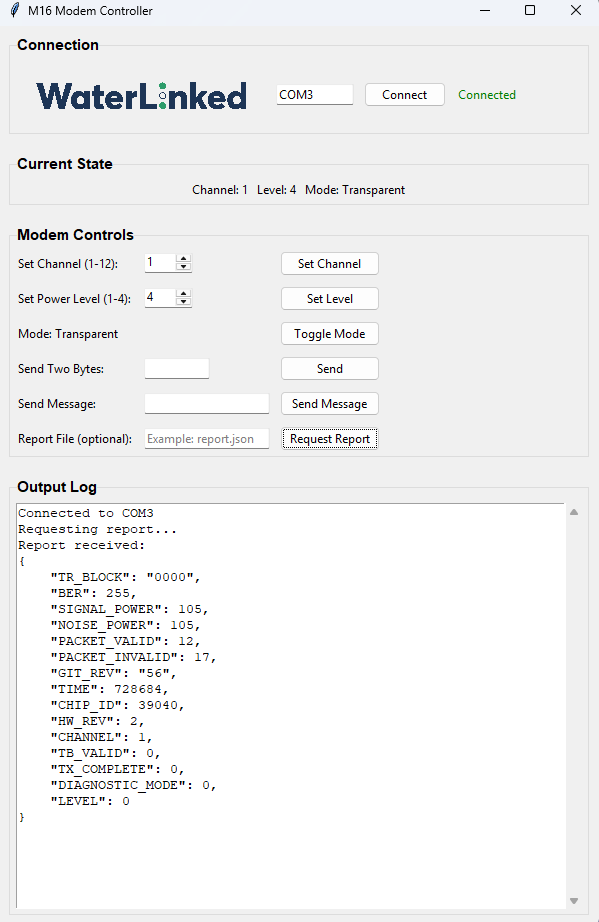 M16 Modem Controller
Connection
WaterLinked
COM3 Connect Connected
Current State
Channel: 1 Level: 4 Mode: Transparent
Modem Controls
Set Channel (1-12): 1 Set Channel
Set Power Level (1-4): 4 Set Level
Mode: Transparent Toggle Mode
Send Two Bytes: Send
Send Message: Send Message
Report File (optional): Example: report.json Request Report
Output Log
Connected to COM3
Requesting report...
Report received:
{
    "TR_BLOCK": "0000",
    "BER": 255,
    "SIGNAL_POWER": 105,
    "NOISE_POWER": 105,
    "PACKET_VALID": 12,
    "PACKET_INVALID": 17,
    "GIT_REV": "56",
    "TIME": 728684,
    "CHIP_ID": 39040,
    "HW_REV": 2,
    "CHANNEL": 1,
    "TB_VALID": 0,
    "TX_COMPLETE": 0,
    "DIAGNOSTIC_MODE": 0,
    "LEVEL": 0
}